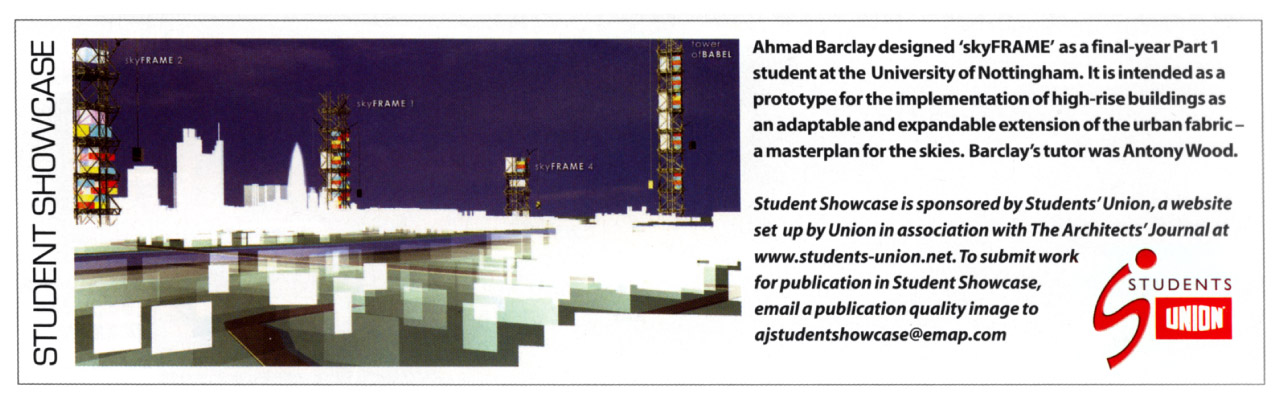 STUDENT SHOWCASE
skyFRAME 2
skyFRAME 1
skyFRAME 4
tower
ofBABEL
Ahmad Barclay designed ‘skyFRAME’ as a final-year Part 1
student at the University of Nottingham. It is intended as a
prototype for the implementation of high-rise buildings as
an adaptable and expandable extension of the urban fabric –
a masterplan for the skies. Barclay’s tutor was Antony Wood.
Student Showcase is sponsored by Students’ Union, a website
set up by Union in association with The Architects’ Journal at
www.students-union.net. To submit work
for publication in Student Showcase,
email a publication quality image to
ajstudentshowcase@emap.com
STUDENTS
UNION